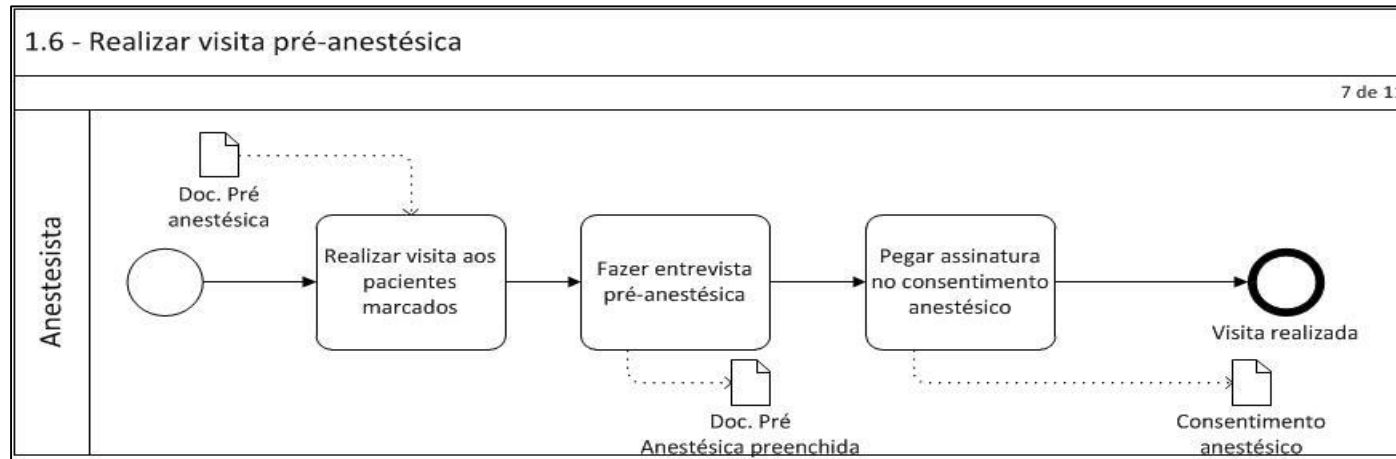 1.6 - Realizar visita pré-anestésica
7 de 11
Anestesista
Doc. Pré
anestésica
Realizar visita aos
pacientes
marcados
Fazer entrevista
pré-anestésica
Pegar assinatura
no consentimento
anestésico
Visita realizada
Doc. Pré
Anestésica preenchida
Consentimento
anestésico